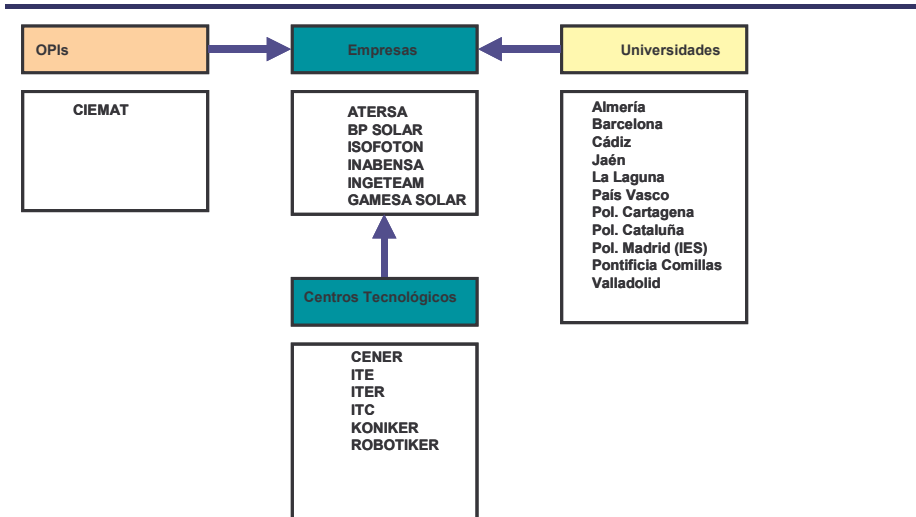 OPIs
Empresas
Universidades
CIEMAT
ATERSA
BP SOLAR
ISOFOTON
INABENSA
INGETEAM
GAMESA SOLAR
Almería
Barcelona
Cádiz
Jaén
La Laguna
País Vasco
Pol. Cartagena
Pol. Cataluña
Pol. Madrid (IES)
Pontificia Comillas
Valladolid
Centros Tecnológicos
CENER
ITE
ITER
ITC
KONIKER
ROBOTIKER